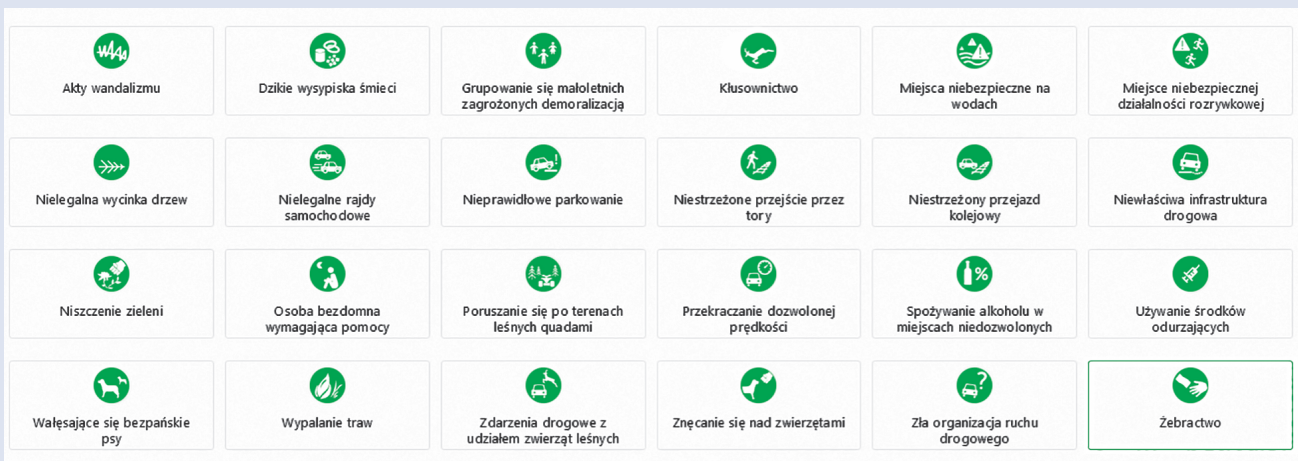 Akty wandalizmu
Dzikie wysypiska śmieci
Grupowanie się małoletnich
zagrożonych demoralizacją
Kłusownictwo
Miejsca niebezpieczne na
wodach
Miejsce niebezpiecznej
działalności rozrywkowej
Nielegalna wycinka drzew
Nielegalne rajdy
samochodowe
Nieprawidłowe parkowanie
Niestrzeżone przejście przez
tory
Niestrzeżony przejazd
kolejowy
Niewłaściwa infrastruktura
drogowa
Niszczenie zieleni
Osoba bezdomna
wymagająca pomocy
Poruszanie się po terenach
leśnych quadami
Przekraczanie dozwolonej
prędkości
%
Spożywanie alkoholu w
miejscach niedozwolonych
Używanie środków
odurzających
Wałęsające się bezpańskie
psy
Wypalanie traw
Zdarzenia drogowe z
udziałem zwierząt leśnych
Znęcanie się nad zwierzętami
?
Zła organizacja ruchu
drogowego
Żebractwo